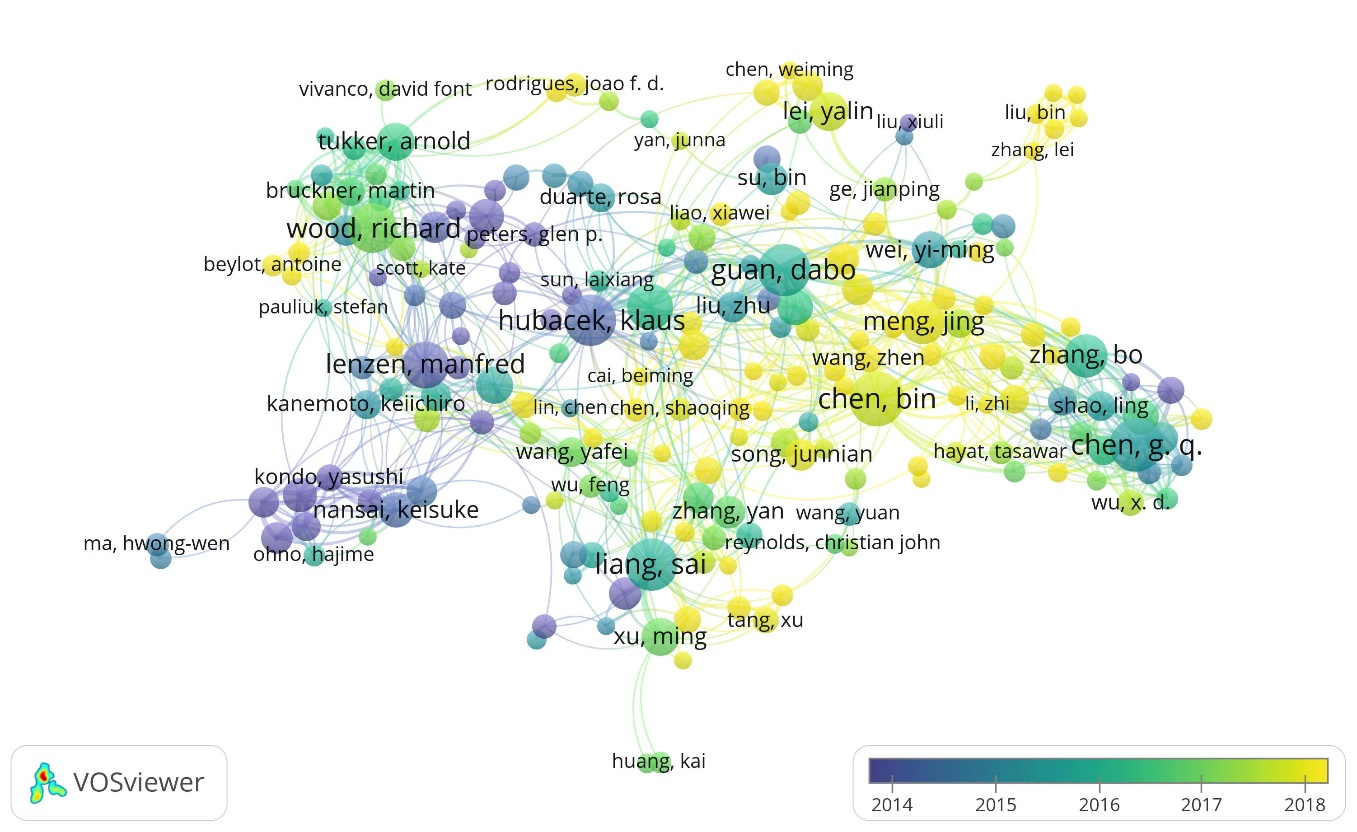 chen, weiming
vivanco, david font
rodrigues, joao f. d.
lei, yalin
liu, xiuli
liu, bin
tukker, arnold
yan, junna
zhang, lei
su, bin
bruckner, martin
duarte, rosa
ge, jianping
liao, xiawei
wood, richard
peters, glen p.
wei, yi-ming
beylot, antoine
scott, kate
guan, dabo
sun, laixiang
pauliuk, stefan
liu, zhu
hubacek, klaus
meng, jing
lenzen, manfred
wang, zhen
zhang, bo
cai, beiming
kanemoto, keiichiro
lin, chen
chen, shaoqing
chen, bin
li, zhi
shao, ling
wang, yafei
song, junnian
hayat, tasawar
chen, g. q.
kondo, yasushi
wu, feng
nansai, keisuke
zhang, yan
wang, yuan
wu, x. d.
ma, hwong-wen
ohno, hajime
reynolds, christian john
liang, sai
tang, xu
xu, ming
huang, kai
VOSviewer
2014
2015
2016
2017
2018